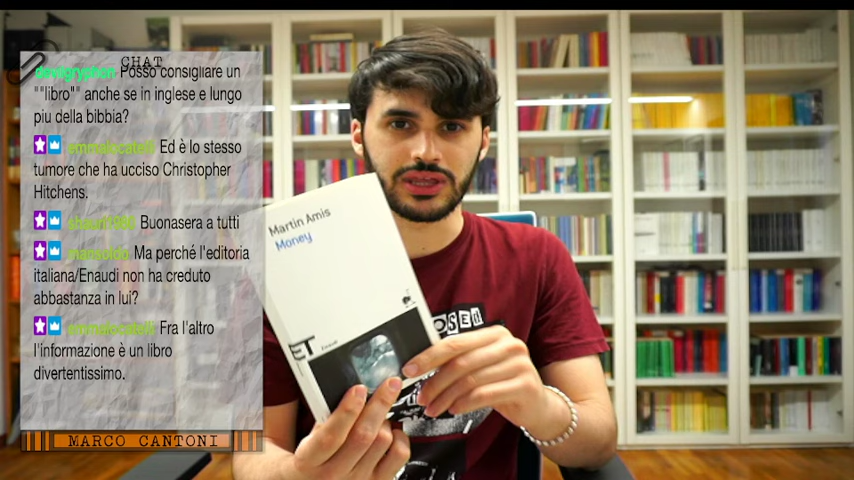 CHAT
devilgryphon Posso consigliare un
""libro"" anche se in inglese e lungo
piu della bibbia?
Ed è lo stesso
tumore che ha ucciso Christopher
Hitchens.
Buonasera a tutti
Ma perché l'editoria
italiana/Enaudi non ha creduto
abbastanza in lui?
Fra l'altro
l'informazione è un libro
divertentissimo.
MARCO CANTONI
Martin Amis
Money
ET
Einaudi